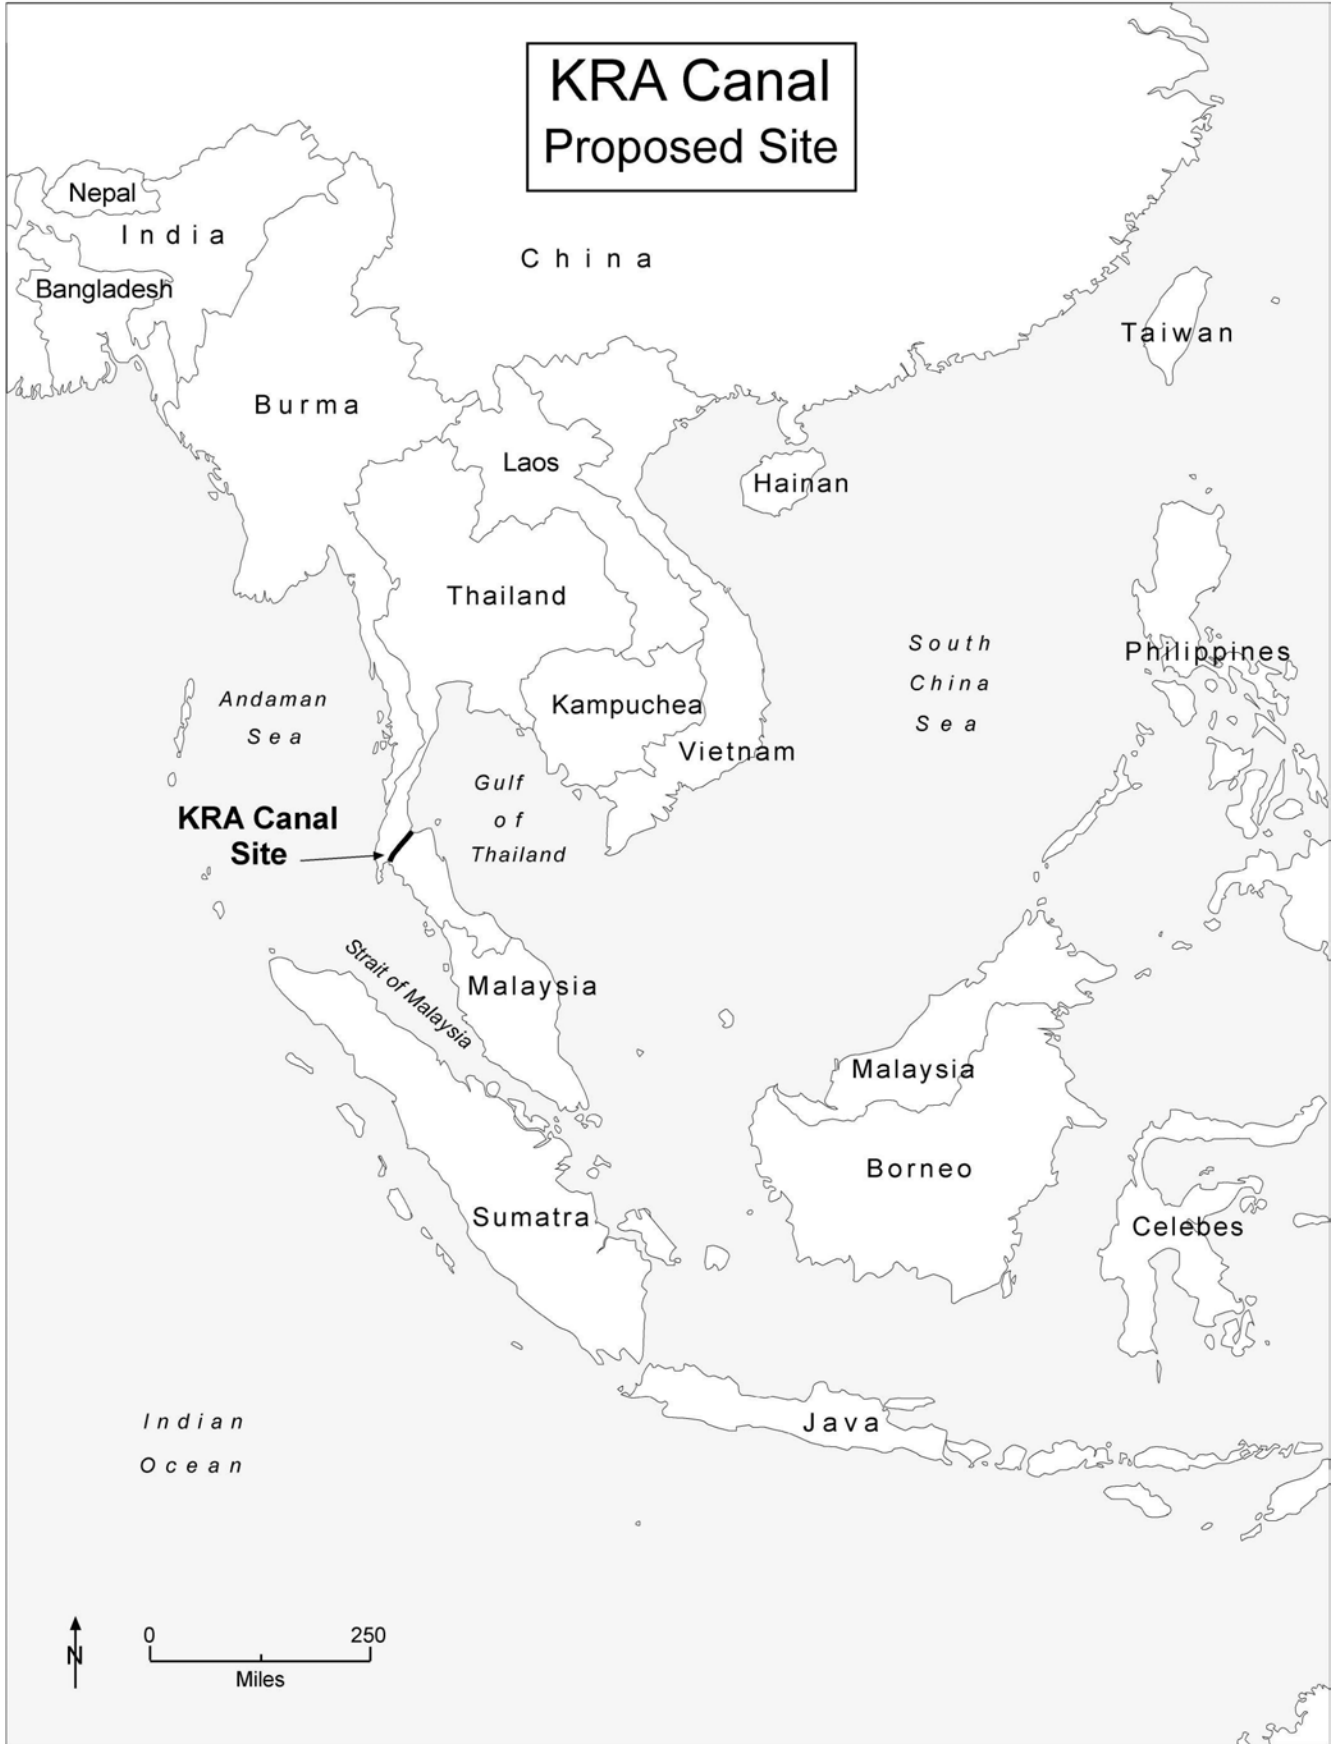 KRA Canal
Proposed Site
Nepal
India
China
Bangladesh
Taiwan
Burma
Laos
Hainan
Thailand
South
China
Sea
Philippines
Andaman
Sea
Kampuchea
Vietnam
Gulf
of
Thailand
KRA Canal
Site
Strait of Malaysia
Malaysia
Malaysia
Borneo
Sumatra
Celebes
Java
Indian
Ocean
N
0 250
Miles